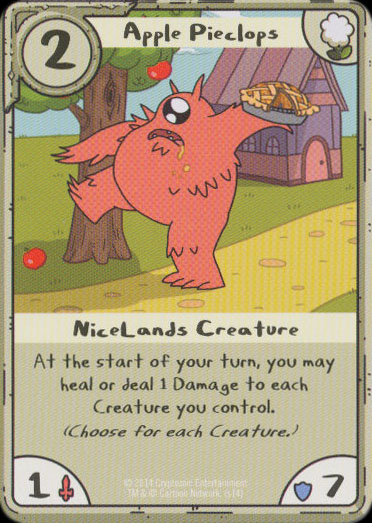 2
Apple Pieclops
NiceLands Creature
At the start of your turn, you may
heal or deal 1 Damage to each
Creature you control.
(Choose for each Creature.)
© 2014 Cryptozoic Entertainment
TM & © Cartoon Network. (s14)
1
7